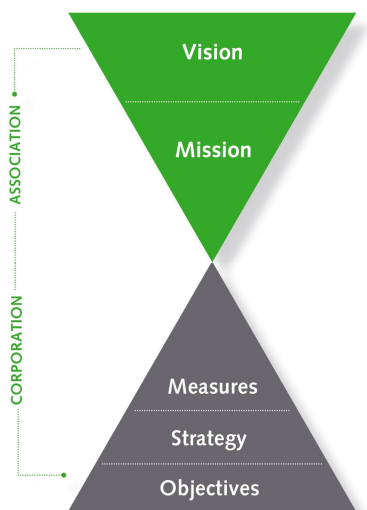 Vision
Mission
ASSOCIATION
CORPORATION
Measures
Strategy
Objectives